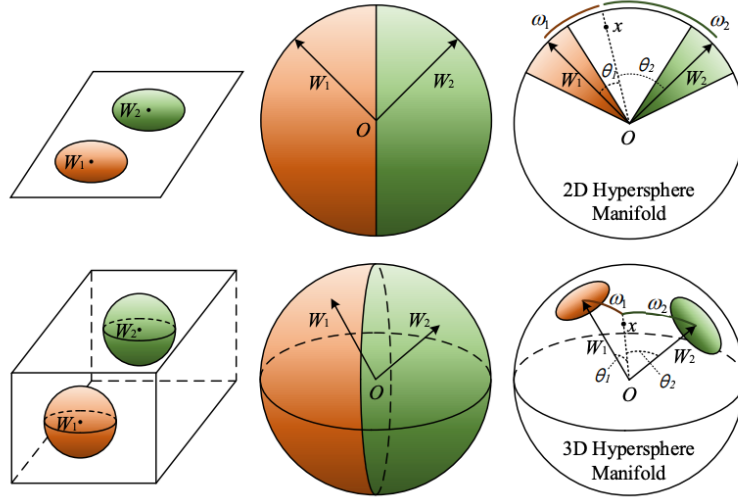 W₂
W₁
W₁
W₂
O
ω₁
ω₂
x
θ₁
θ₂
W₁
W₂
O
2D Hypersphere
Manifold
W₂
W₁
W₁
W₂
O
ω₁
ω₂
x
W₁
W₂
θ₁
θ₂
O
3D Hypersphere
Manifold